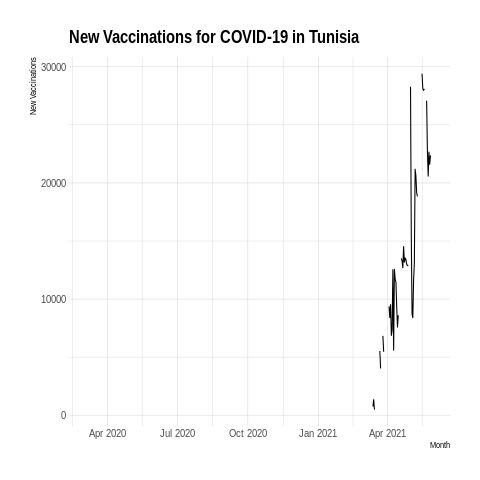 New Vaccinations for COVID-19 in Tunisia
New Vaccinations
30000
20000
10000
0
Apr 2020 Jul 2020 Oct 2020 Jan 2021 Apr 2021
Month